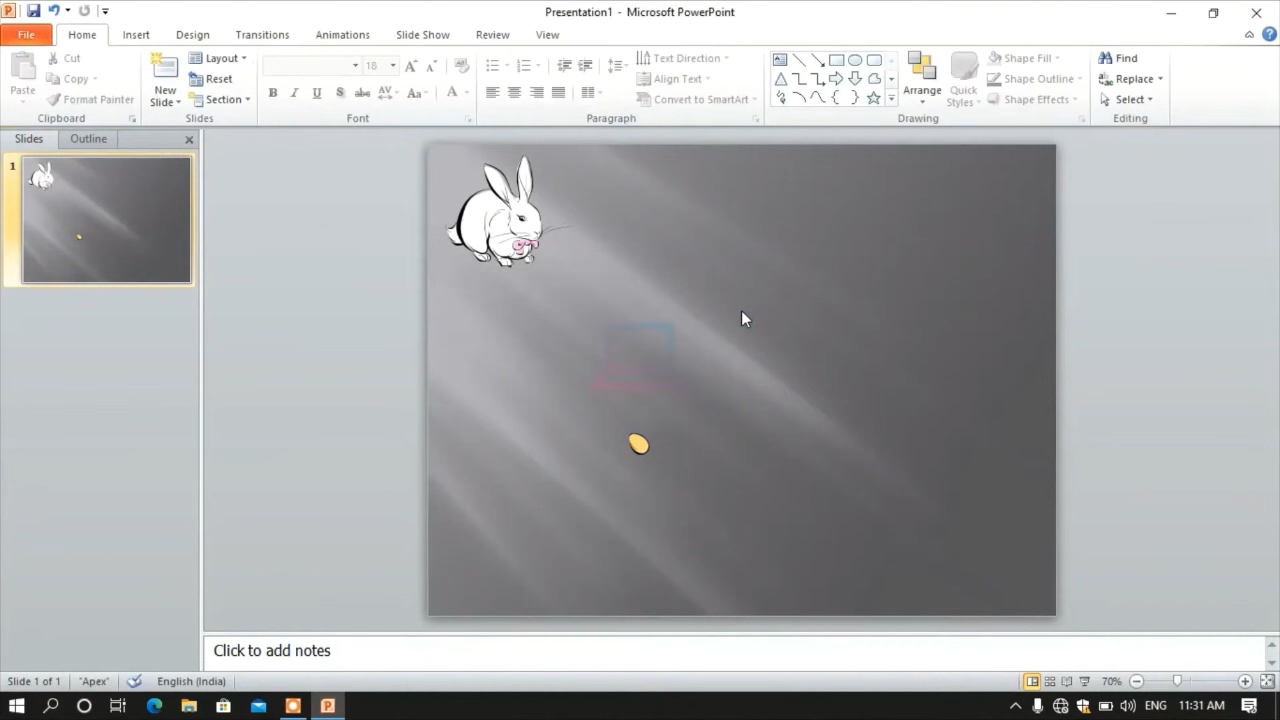 Presentation1 - Microsoft PowerPoint
File Home Insert Design Transitions Animations Slide Show Review View
Cut
Copy
Format Painter
Paste
Clipboard
New
Slide
Layout
Reset
Section
Slides
18
B I U S abc AV Aa A
Font
Text Direction
Align Text
Convert to SmartArt
Paragraph
Arrange
Quick
Styles
Shape Fill
Shape Outline
Shape Effects
Drawing
Find
Replace
Select
Editing
Slides Outline
1
Click to add notes
Slide 1 of 1 "Apex" English (India) 70%
ENG 11:31 AM